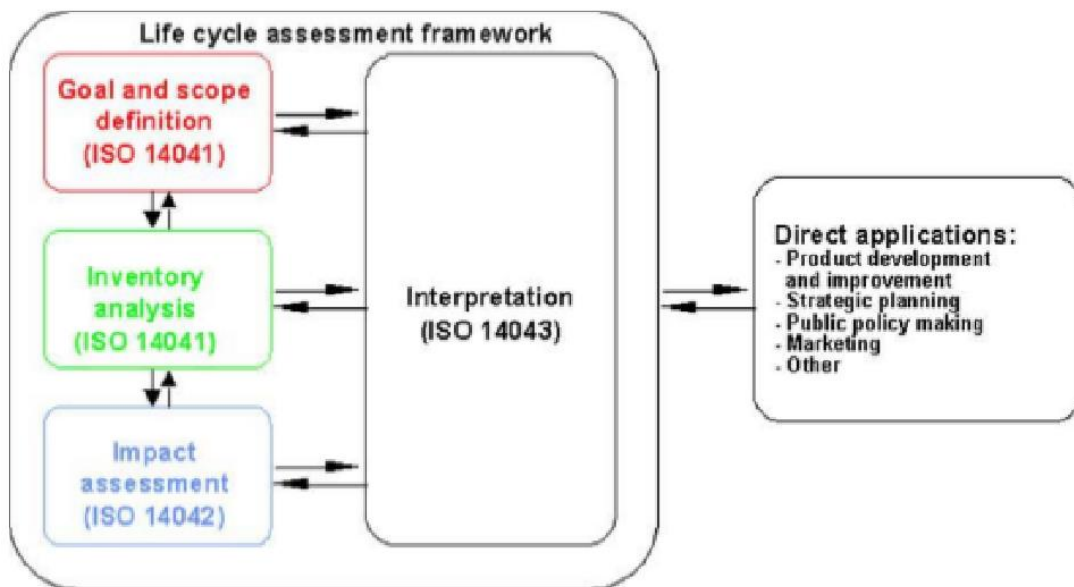 Life cycle assessment framework
Goal and scope
definition
(ISO 14041)
Inventory
analysis
(ISO 14041)
Impact
assessment
(ISO 14042)
Interpretation
(ISO 14043)
Direct applications:
- Product development
and improvement
- Strategic planning
- Public policy making
- Marketing
- Other